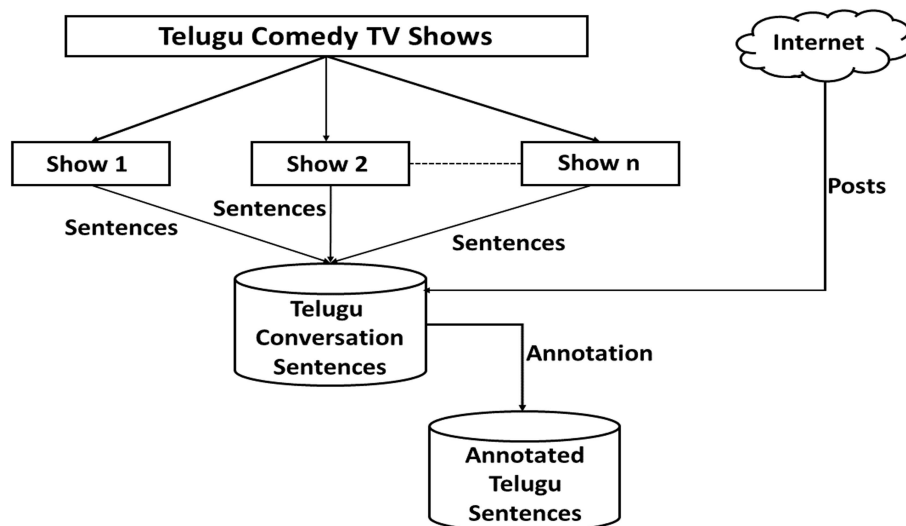 Telugu Comedy TV Shows
Internet
Show 1
Show 2
Show n
Posts
Sentences
Sentences
Sentences
Telugu
Conversation
Sentences
Annotation
Annotated
Telugu
Sentences